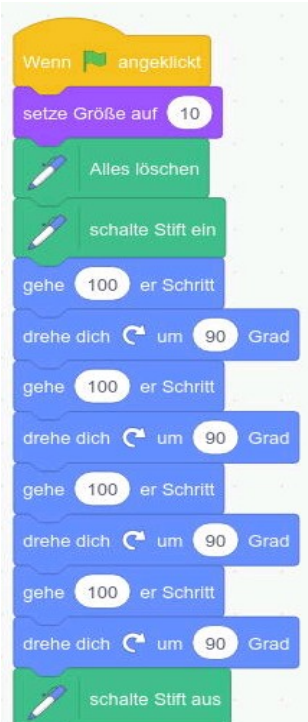 Wenn angeklickt
setze Größe auf 10
Alles löschen
schalte Stift ein
gehe 100 er Schritt
drehe dich um 90 Grad
gehe 100 er Schritt
drehe dich um 90 Grad
gehe 100 er Schritt
drehe dich um 90 Grad
gehe 100 er Schritt
drehe dich um 90 Grad
schalte Stift aus